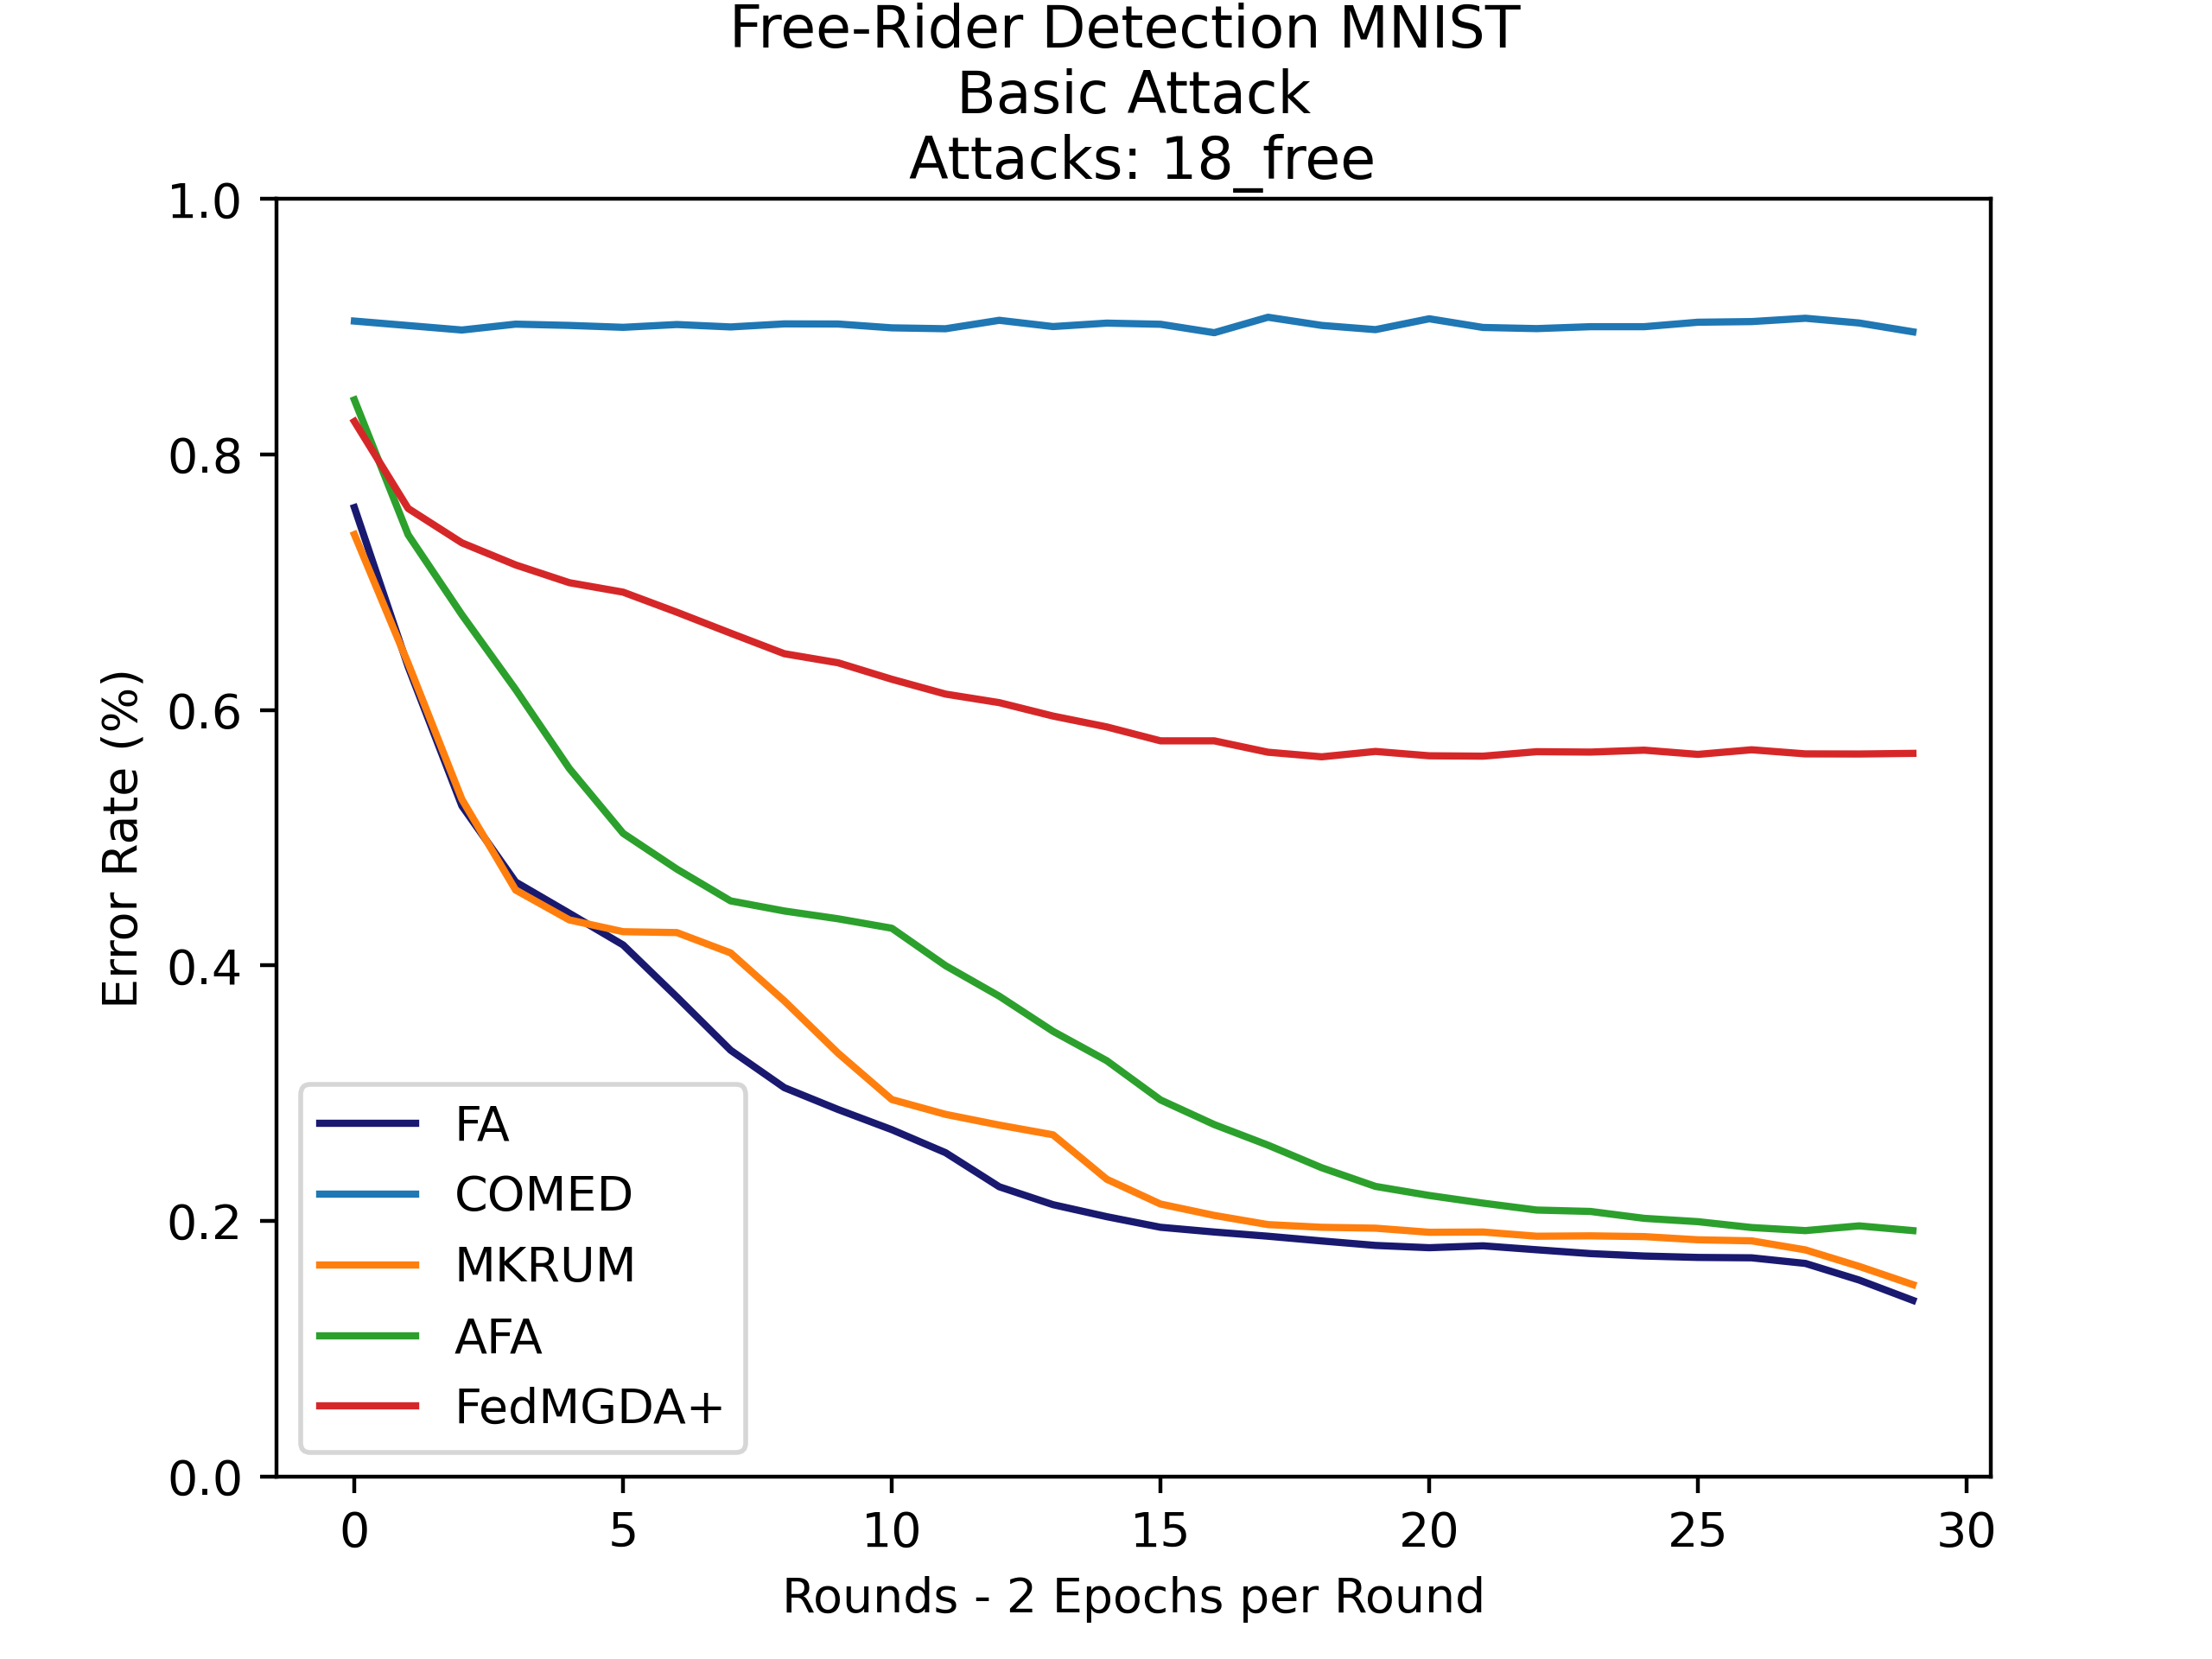 Free-Rider Detection MNIST
Basic Attack
Attacks: 18_free
1.0
0.8
0.6
0.4
0.2
0.0
Error Rate (%)
FA
COMED
MKRUM
AFA
FedMGDA+
0 5 10 15 20 25 30
Rounds - 2 Epochs per Round